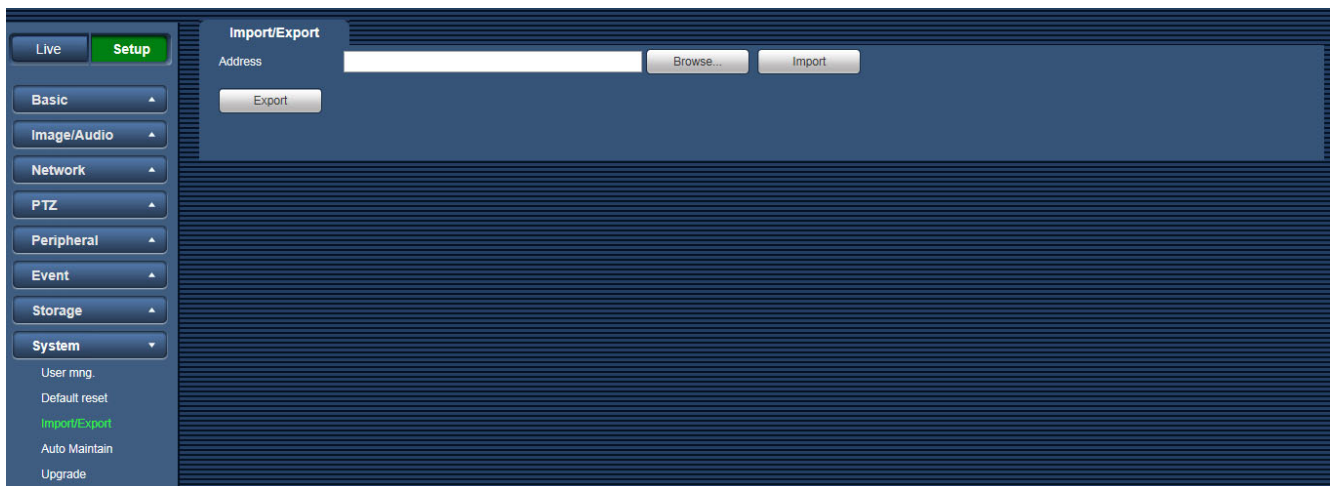 Live Setup
Basic
Image/Audio
Network
PTZ
Peripheral
Event
Storage
System
User mng.
Default reset
Import/Export
Auto Maintain
Upgrade
Import/Export
Address Browse... Import
Export